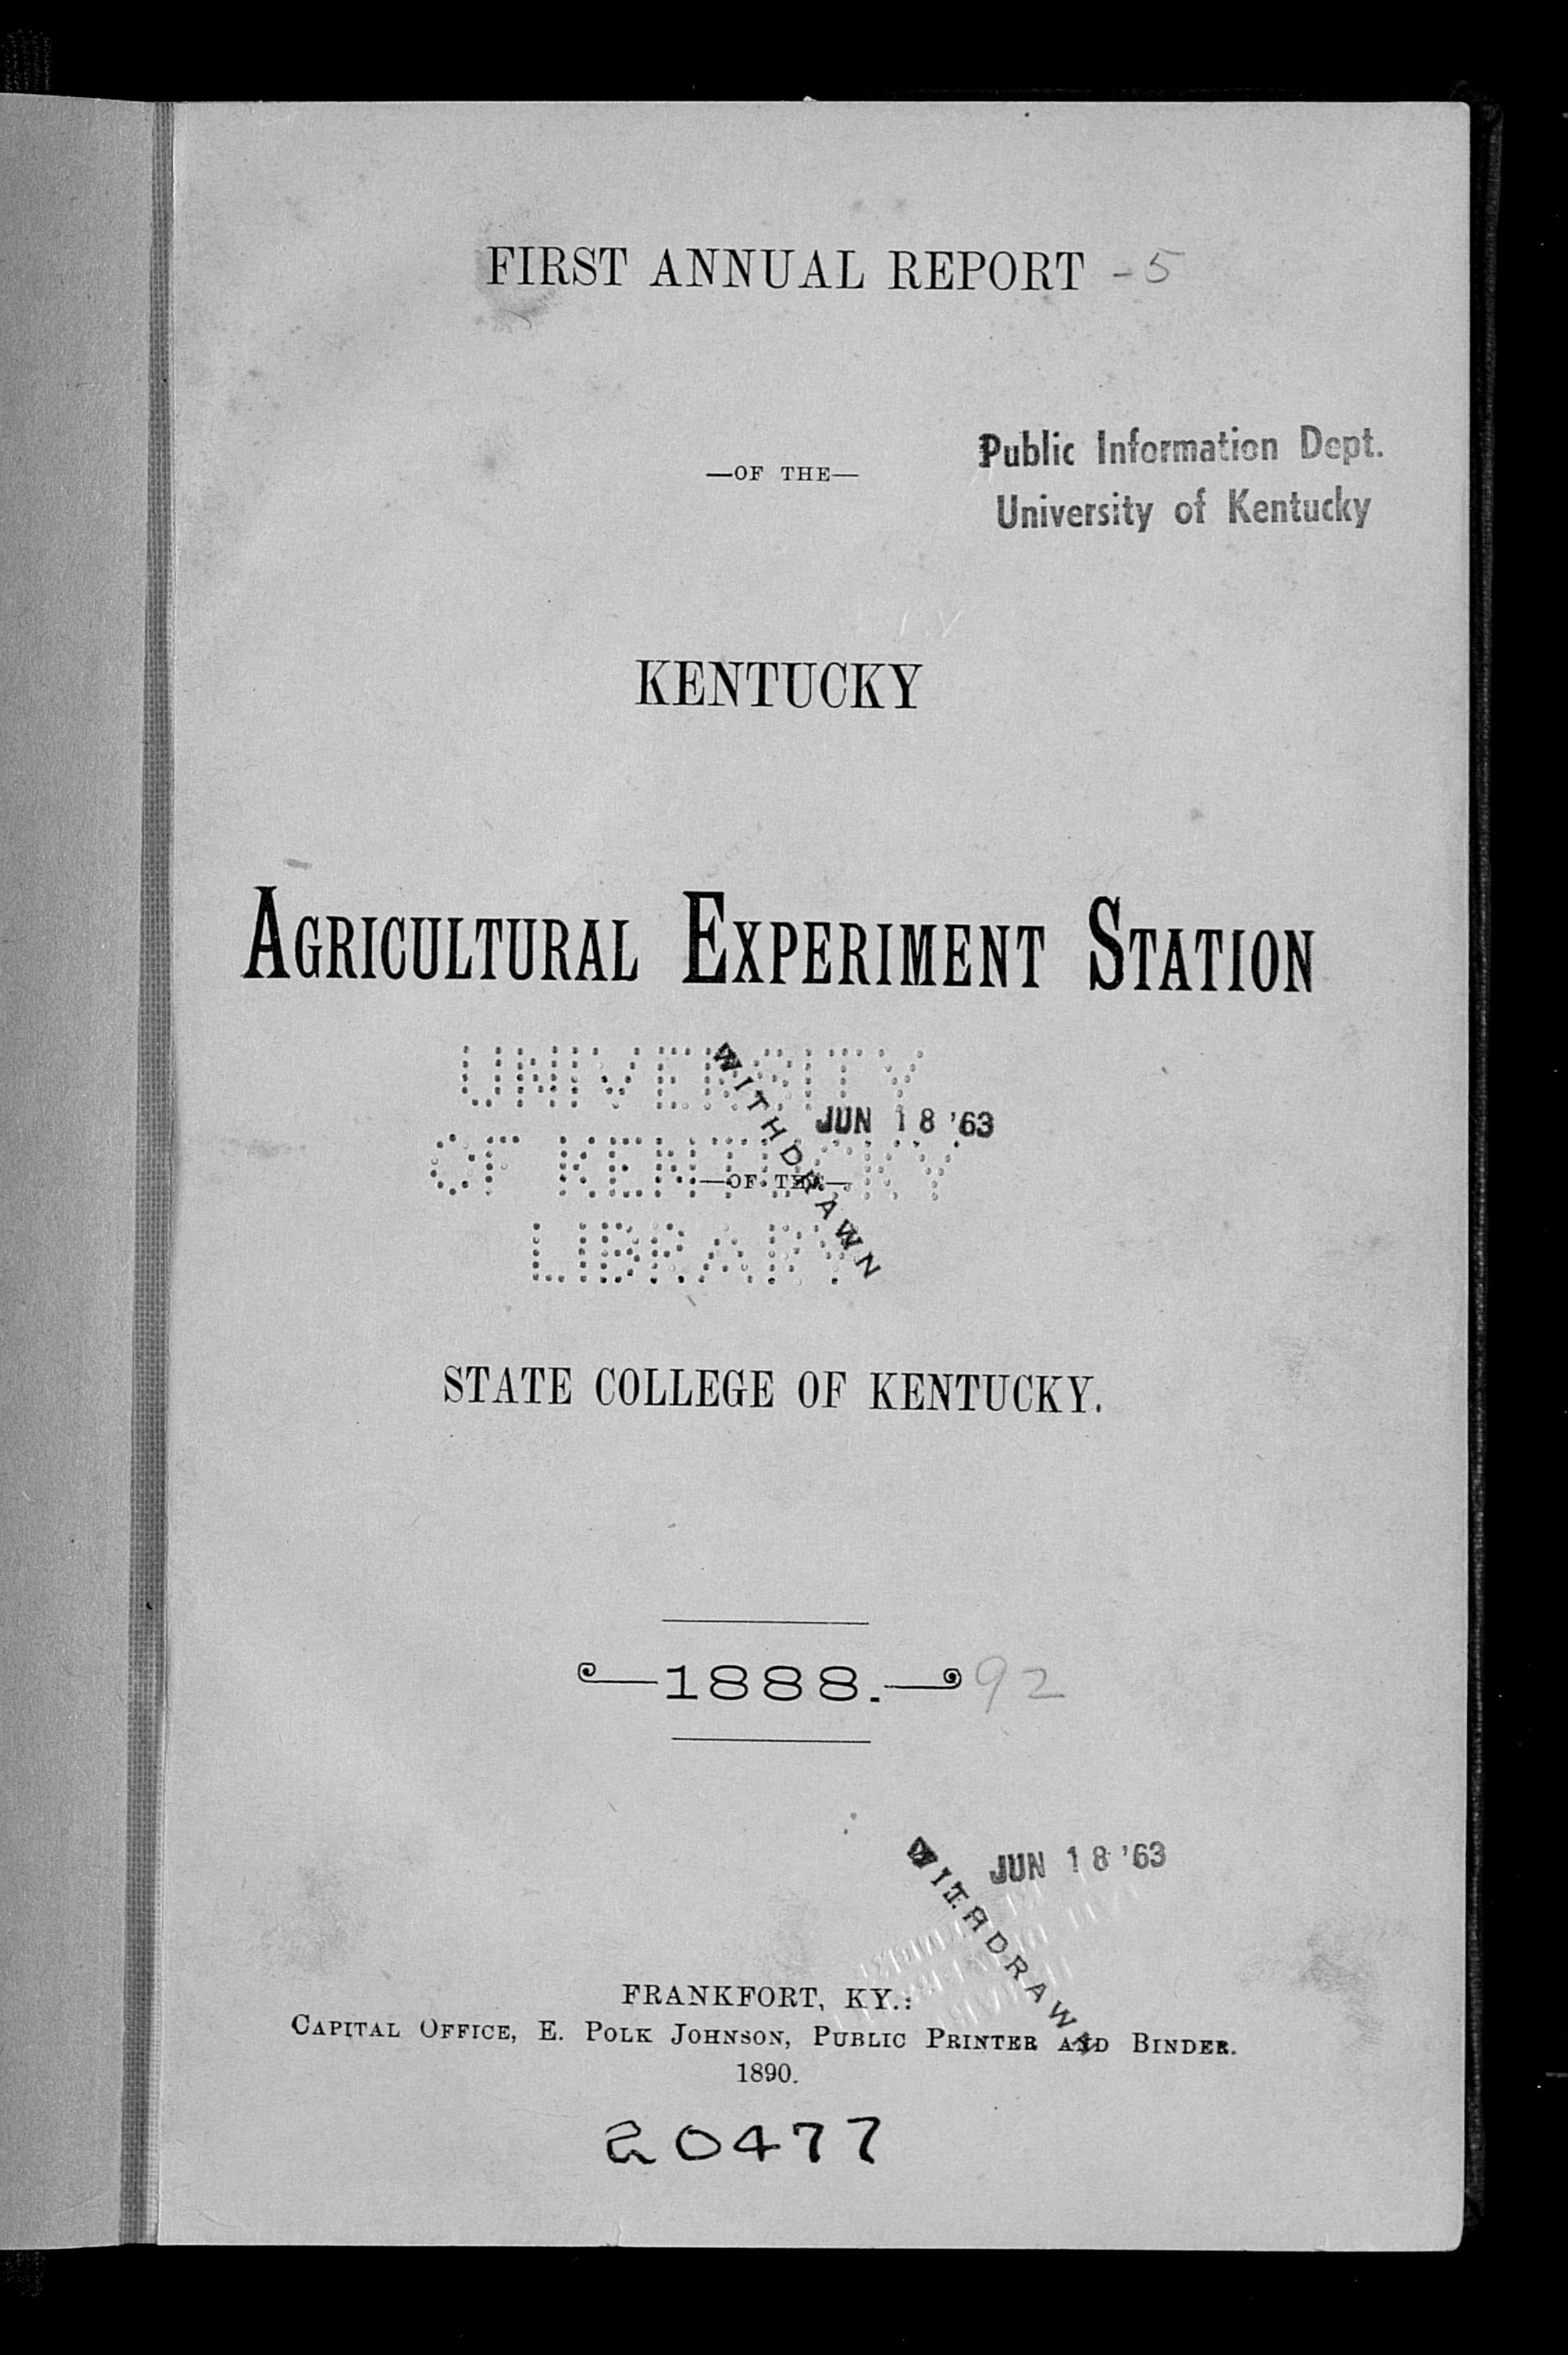 FIRST ANNUAL REPORT -5
—OF THE—
Public Information Dept.
University of Kentucky
KENTUCKY
AGRICULTURAL EXPERIMENT STATION
UNIVERSITY
OF KENTUCKY
LIBRARY
WITHDRAWN
JUN 18 '63
—OF THE—
STATE COLLEGE OF KENTUCKY.
1888. 92
WITHDRAWN
JUN 18 '63
FRANKFORT, KY.:
CAPITAL OFFICE, E. POLK JOHNSON, PUBLIC PRINTER AND BINDER.
1890.
20477